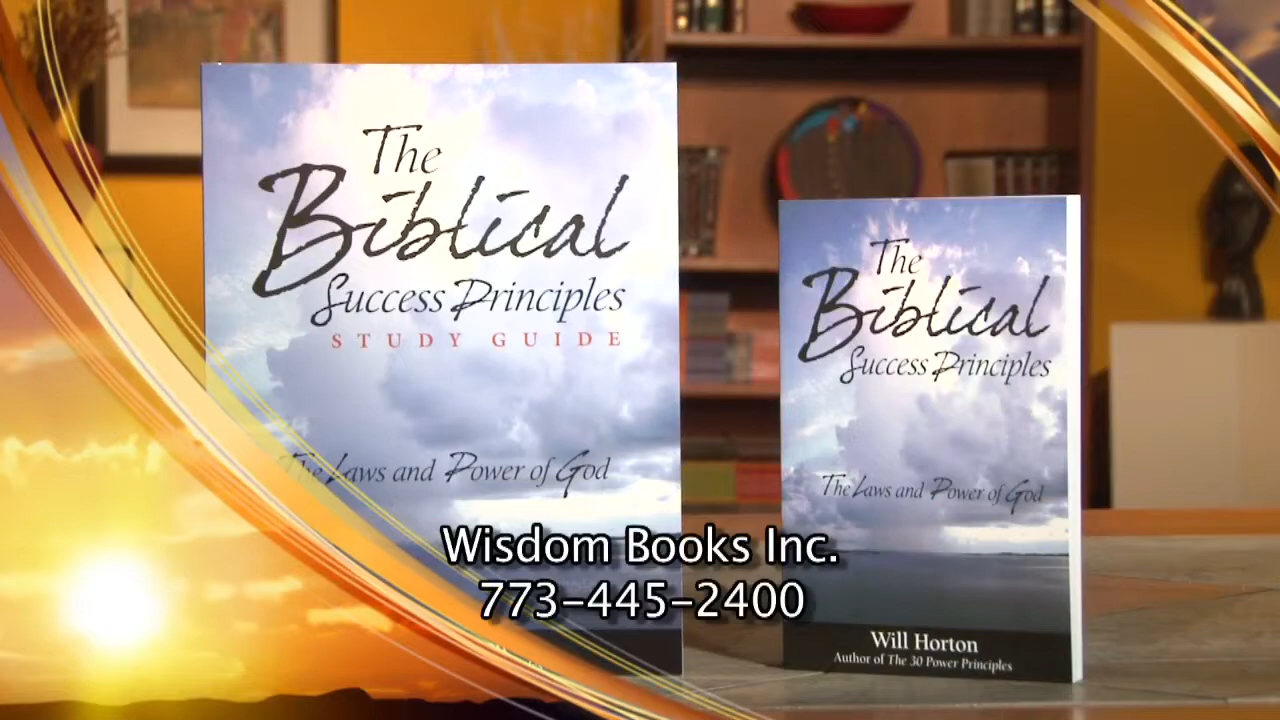 The
Biblical
Success Principles
STUDY GUIDE
The Laws and Power of God
The
Biblical
Success Principles
The Laws and Power of God
Wisdom Books Inc.
773-445-2400
Will Horton
Author of The 30 Power Principles